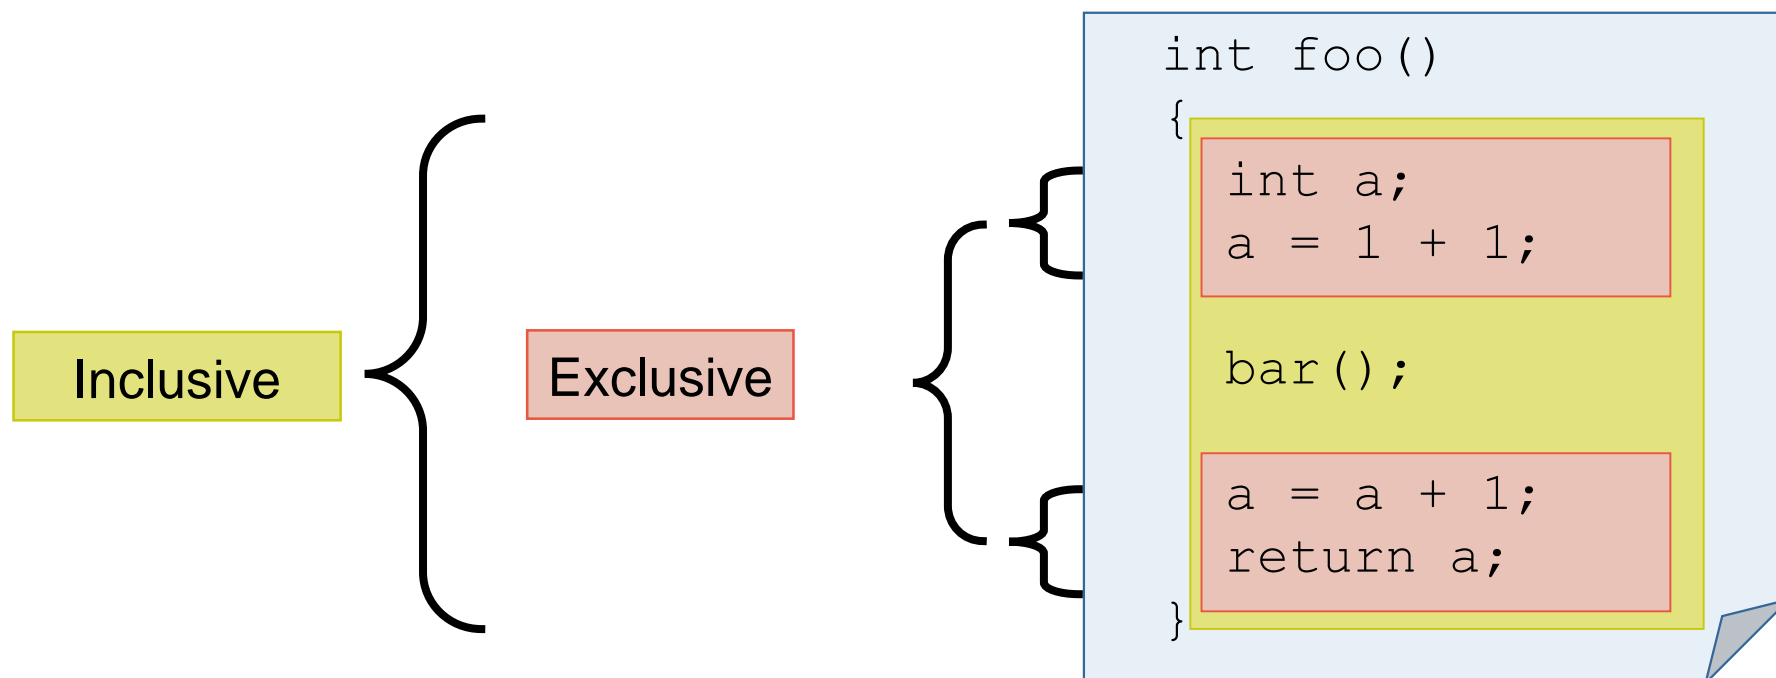 Inclusive
Exclusive
int foo()
{
int a;
a = 1 + 1;
bar();
a = a + 1;
return a;
}